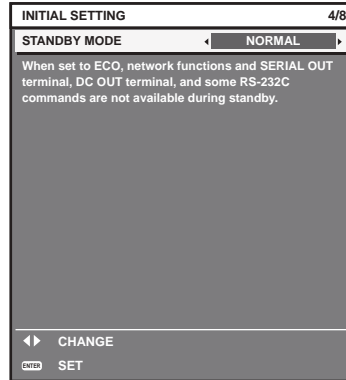 INITIAL SETTING 4/8
STANDBY MODE NORMAL
When set to ECO, network functions and SERIAL OUT
terminal, DC OUT terminal, and some RS-232C
commands are not available during standby.
CHANGE
ENTER SET